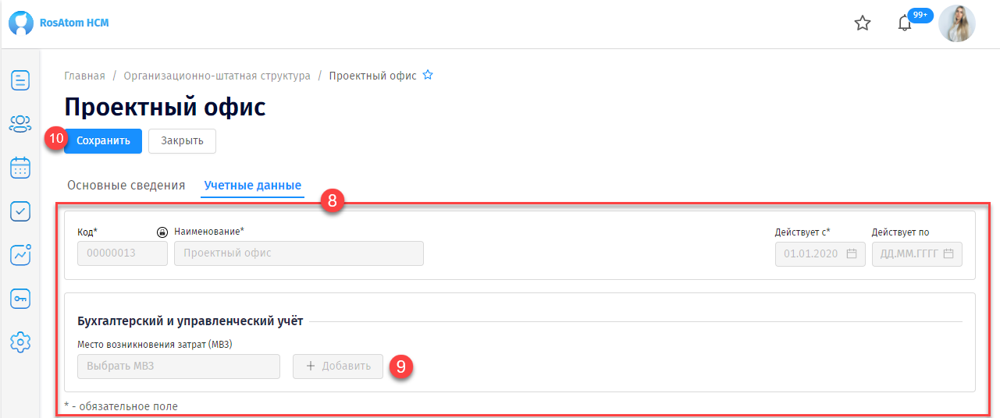 RosAtom HCM
99+
Главная / Организационно-штатная структура / Проектный офис
Проектный офис
10 Сохранить Закрыть
Основные сведения Учетные данные
8
Код* Наименование* Действует с* Действует по
00000013 Проектный офис 01.01.2020 ДД.ММ.ГГГГ
Бухгалтерский и управленческий учёт
Место возникновения затрат (МВЗ)
Выбрать МВЗ + Добавить 9
* - обязательное поле